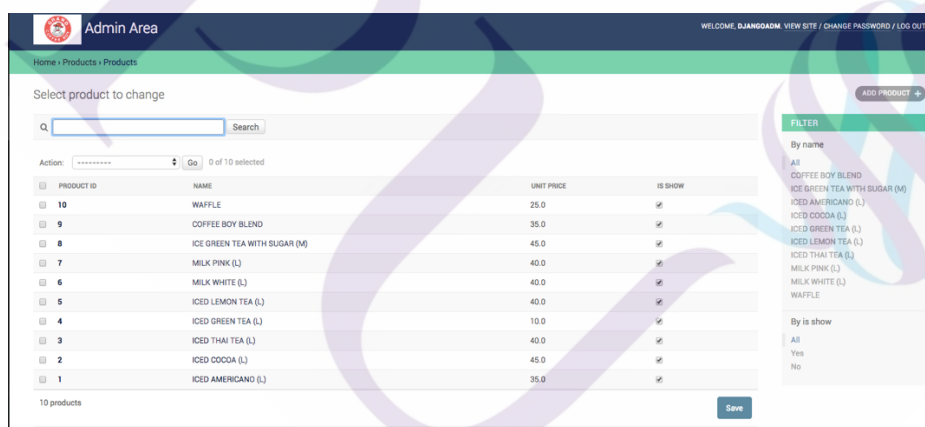 Admin Area
WELCOME, DJANGOADM. VIEW SITE / CHANGE PASSWORD / LOG OUT
Home › Products › Products
Select product to change
ADD PRODUCT +
Search
Action: --------- Go 0 of 10 selected
PRODUCT ID NAME UNIT PRICE IS SHOW
10 WAFFLE 25.0
9 COFFEE BOY BLEND 35.0
8 ICE GREEN TEA WITH SUGAR (M) 45.0
7 MILK PINK (L) 40.0
6 MILK WHITE (L) 40.0
5 ICED LEMON TEA (L) 40.0
4 ICED GREEN TEA (L) 10.0
3 ICED THAI TEA (L) 40.0
2 ICED COCOA (L) 45.0
1 ICED AMERICANO (L) 35.0
10 products
Save
FILTER
By name
All
COFFEE BOY BLEND
ICE GREEN TEA WITH SUGAR (M)
ICED AMERICANO (L)
ICED COCOA (L)
ICED GREEN TEA (L)
ICED LEMON TEA (L)
ICED THAI TEA (L)
MILK PINK (L)
MILK WHITE (L)
WAFFLE
By is show
All
Yes
No